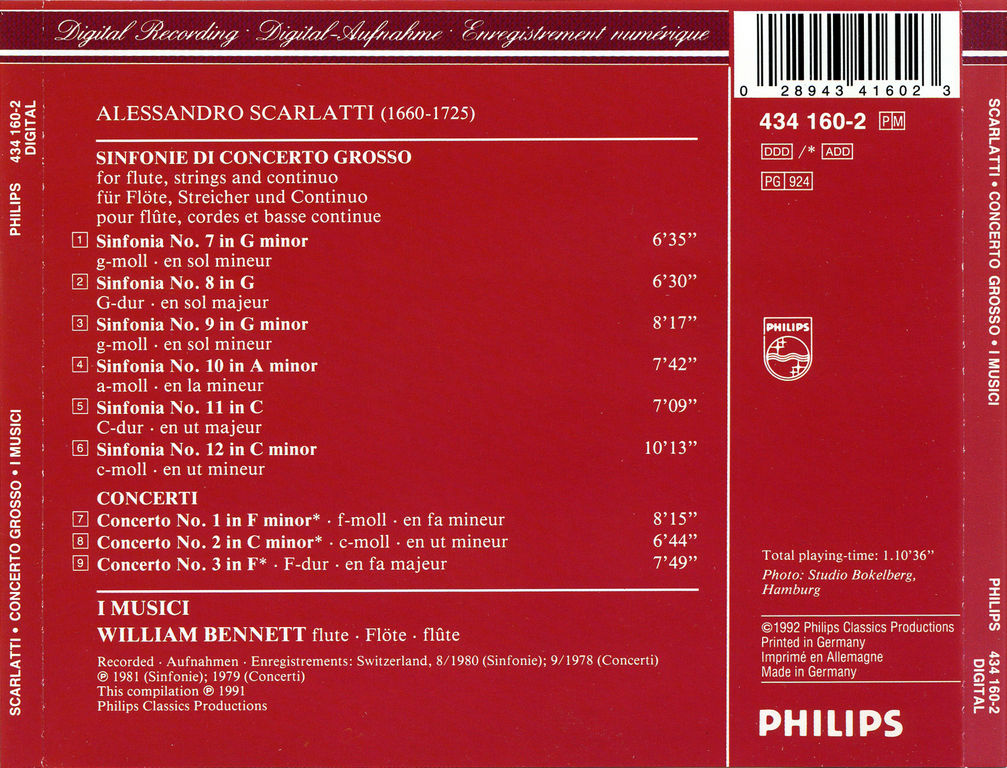 Digital Recording · Digital-Aufnahme · Enregistrement numérique
ALESSANDRO SCARLATTI (1660-1725)
SINFONIE DI CONCERTO GROSSO
for flute, strings and continuo
für Flöte, Streicher und Continuo
pour flûte, cordes et basse continue
1 Sinfonia No. 7 in G minor 6’35”
g-moll · en sol mineur
2 Sinfonia No. 8 in G 6’30”
G-dur · en sol majeur
3 Sinfonia No. 9 in G minor 8’17”
g-moll · en sol mineur
4 Sinfonia No. 10 in A minor 7’42”
a-moll · en la mineur
5 Sinfonia No. 11 in C 7’09”
C-dur · en ut majeur
6 Sinfonia No. 12 in C minor 10’13”
c-moll · en ut mineur
CONCERTI
7 Concerto No. 1 in F minor* · f-moll · en fa mineur 8’15”
8 Concerto No. 2 in C minor* · c-moll · en ut mineur 6’44”
9 Concerto No. 3 in F* · F-dur · en fa majeur 7’49”
I MUSICI
WILLIAM BENNETT flute · Flöte · flûte
Recorded · Aufnahmen · Enregistrements: Switzerland, 8/1980 (Sinfonie); 9/1978 (Concerti)
℗ 1981 (Sinfonie); 1979 (Concerti)
This compilation ℗ 1991
Philips Classics Productions
0 28943 41602 3
434 160-2 PM
DDD /* ADD
PG 924
PHILIPS
Total playing-time: 1.10’36”
Photo: Studio Bokelberg,
Hamburg
©1992 Philips Classics Productions
Printed in Germany
Imprimé en Allemagne
Made in Germany
PHILIPS
SCARLATTI • CONCERTO GROSSO • I MUSICI
PHILIPS
434 160-2
DIGITAL
SCARLATTI • CONCERTO GROSSO • I MUSICI
PHILIPS
434 160-2
DIGITAL